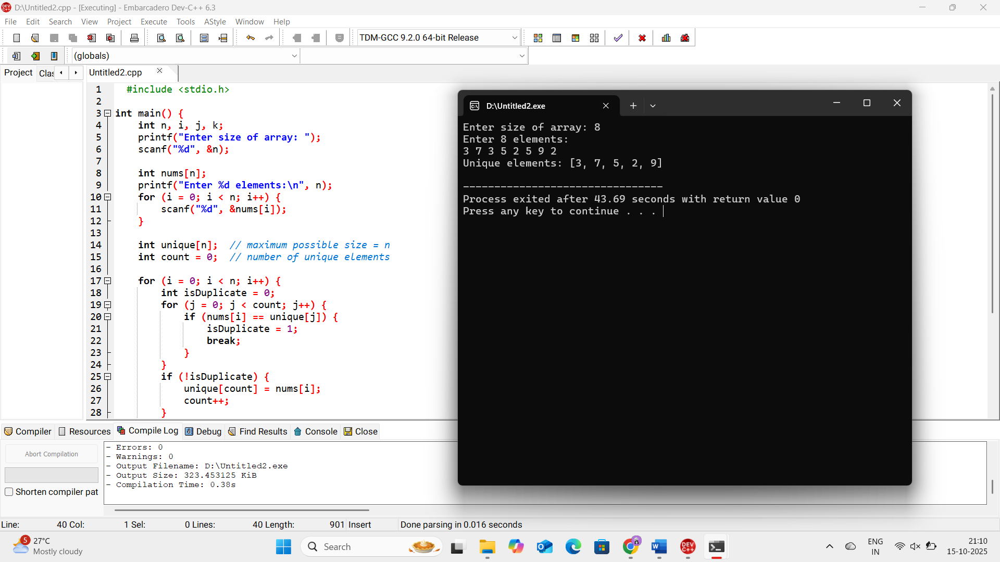 D:\Untitled2.cpp - [Executing] - Embarcadero Dev-C++ 6.3
File Edit Search View Project Execute Tools AStyle Window Help
TDM-GCC 9.2.0 64-bit Release
(globals)
Project Clas
Untitled2.cpp
1 #include <stdio.h>
2
3 int main() {
4 int n, i, j, k;
5 printf("Enter size of array: ");
6 scanf("%d", &n);
7
8 int nums[n];
9 printf("Enter %d elements:\n", n);
10 for (i = 0; i < n; i++) {
11 scanf("%d", &nums[i]);
12 }
13
14 int unique[n]; // maximum possible size = n
15 int count = 0; // number of unique elements
16
17 for (i = 0; i < n; i++) {
18 int isDuplicate = 0;
19 for (j = 0; j < count; j++) {
20 if (nums[i] == unique[j]) {
21 isDuplicate = 1;
22 break;
23 }
24 }
25 if (!isDuplicate) {
26 unique[count] = nums[i];
27 count++;
28 }
D:\Untitled2.exe
Enter size of array: 8
Enter 8 elements:
3 7 3 5 2 5 9 2
Unique elements: [3, 7, 5, 2, 9]
--------------------------------
Process exited after 43.69 seconds with return value 0
Press any key to continue . . .
Compiler Resources Compile Log Debug Find Results Console Close
Abort Compilation
Shorten compiler pat
- Errors: 0
- Warnings: 0
- Output Filename: D:\Untitled2.exe
- Output Size: 323.453125 KiB
- Compilation Time: 0.38s
Line: 40 Col: 1 Sel: 0 Lines: 40 Length: 901 Insert Done parsing in 0.016 seconds
5
27°C
Mostly cloudy
Search
DEV C++
ENG
IN
21:10
15-10-2025